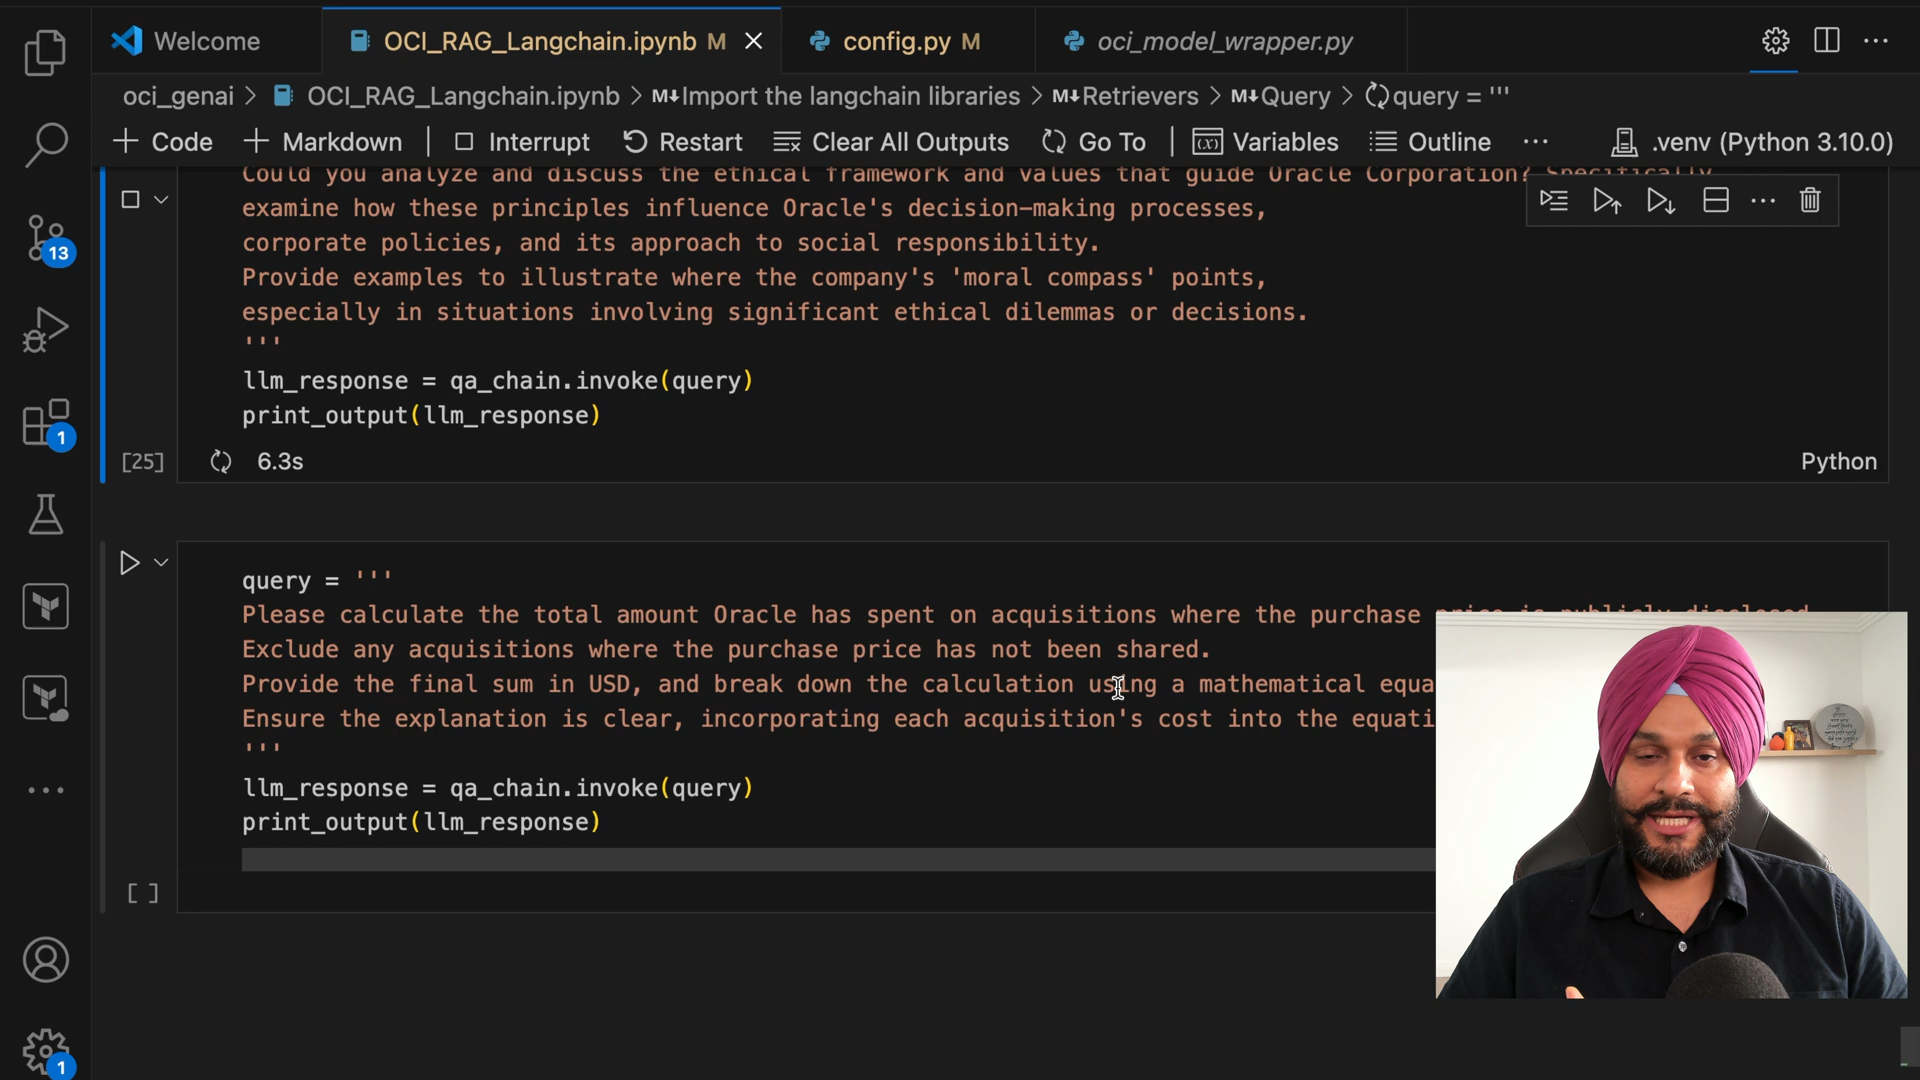 Welcome
OCI_RAG_Langchain.ipynb M
config.py M
oci_model_wrapper.py
oci_genai > OCI_RAG_Langchain.ipynb > M↓Import the langchain libraries > M↓Retrievers > M↓Query > query = '''
+ Code + Markdown | Interrupt Restart Clear All Outputs Go To | Variables Outline ... .venv (Python 3.10.0)
Could you analyze and discuss the ethical framework and values that guide Oracle Corporation? Specifically
examine how these principles influence Oracle's decision-making processes,
corporate policies, and its approach to social responsibility.
Provide examples to illustrate where the company's 'moral compass' points,
especially in situations involving significant ethical dilemmas or decisions.
'''
llm_response = qa_chain.invoke(query)
print_output(llm_response)
[25] 6.3s Python
query = '''
Please calculate the total amount Oracle has spent on acquisitions where the purchase price is publicly disclosed
Exclude any acquisitions where the purchase price has not been shared.
Provide the final sum in USD, and break down the calculation using a mathematical equa
Ensure the explanation is clear, incorporating each acquisition's cost into the equati
'''
llm_response = qa_chain.invoke(query)
print_output(llm_response)
[ ]
13
1
1